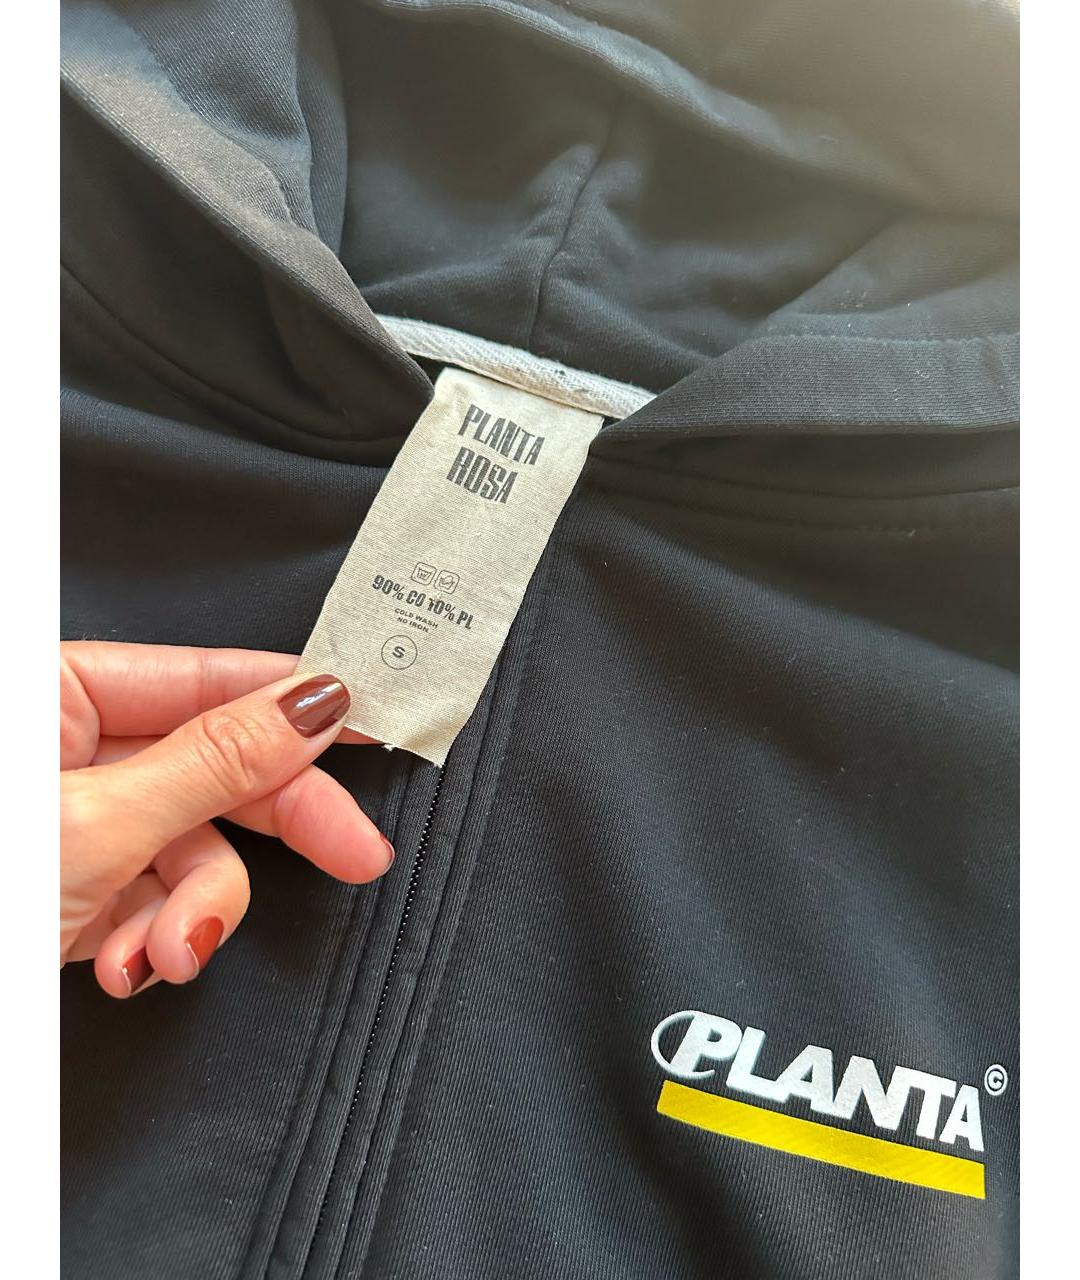 PLANTA
ROSA
90% CO 10% PL
COLD WASH
NO IRON
S
PLANTA©